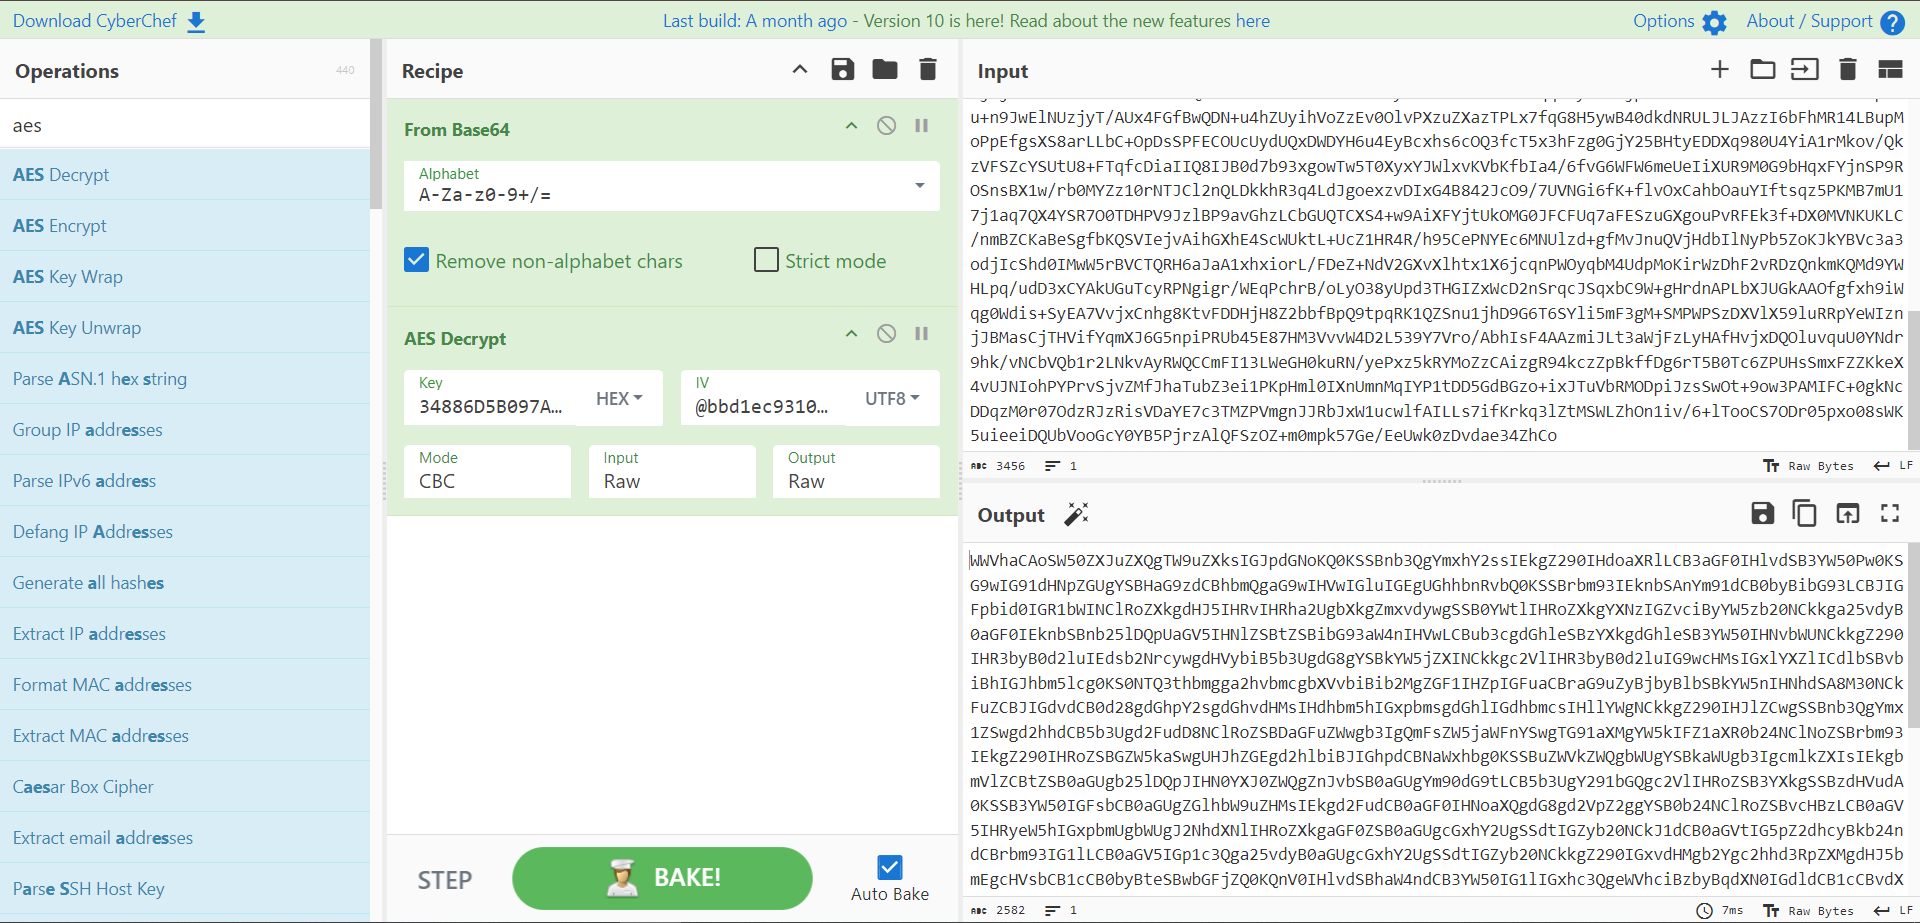 Download CyberChef
Last build: A month ago - Version 10 is here! Read about the new features here
Options
About / Support
Operations
440
aes
AES Decrypt
AES Encrypt
AES Key Wrap
AES Key Unwrap
Parse ASN.1 hex string
Group IP addresses
Parse IPv6 address
Defang IP Addresses
Generate all hashes
Extract IP addresses
Format MAC addresses
Extract MAC addresses
Caesar Box Cipher
Extract email addresses
Parse SSH Host Key
Recipe
From Base64
Alphabet
A-Za-z0-9+/=
Remove non-alphabet chars
Strict mode
AES Decrypt
Key
34886D5B097A…
HEX
IV
@bbd1ec9310…
UTF8
Mode
CBC
Input
Raw
Output
Raw
STEP
BAKE!
Auto Bake
Input
u+n9JwElNUzjyT/AUx4FGfBwQDN+u4hZUyihVoZzEv0OlvPXzuZXazTPLx7fqG8H5ywB40dkdNRULJLJAzzI6bFhMR14LBupM
oPpEfgsXS8arLLbC+OpDsSPFECOUcUydUQxDWDYH6u4EyBcxhs6cOQ3fcT5x3hFzg0GjY25BHtyEDDXq980U4YiA1rMkov/Qk
zVFSZcYSUtU8+FTqfcDiaIIQ8IJB0d7b93xgowTw5T0XyxYJWlxvKVbKfbIa4/6fvG6WFW6meUeIiXUR9M0G9bHqxFYjnSP9R
OSnsBX1w/rb0MYZz10rNTJCl2nQLDkkhR3q4LdJgoexzvDIxG4B842JcO9/7UVNGi6fK+flvOxCahbOauYIftsqz5PKMB7mU1
7j1aq7QX4YSR7O0TDHPV9JzlBP9avGhzLCbGUQTCXS4+w9AiXFYjtUkOMG0JFCFUq7aFESzuGXgouPvRFEk3f+DX0MVNKUKLC
/nmBZCKaBeSgfbKQSVIejvAihGXhE4ScWUktL+UcZ1HR4R/h95CePNYEc6MNUlzd+gfMvJnuQVjHdbIlNyPb5ZoKJkYBVc3a3
odjIcShd0IMwW5rBVCTQRH6aJaA1xhxiorL/FDeZ+NdV2GXvXlhtx1X6jcqnPWOyqbM4UdpMoKirWzDhF2vRDzQnkmKQMd9YW
HLpq/udD3xCYAkUGuTcyRPNgigr/WEqPchrB/oLyO38yUpd3THGIZxWcD2nSrqcJSqxbC9W+gHrdnAPLbXJUGkAAOfgfxh9iW
qg0Wdis+SyEA7VvjxCnhg8KtvFDDHjH8Z2bbfBpQ9tpqRK1QZSnu1jhD9G6T6SYli5mF3gM+SMPWPSzDXVlX59luRRpYeWIzn
jJBMasCjTHVifYqmXJ6G5npiPRUb45E87HM3VvvW4D2L539Y7Vro/AbhIsF4AAzmiJLt3aWjFzLyHAfHvjxDQOluvquU0YNdr
9hk/vNCbVQb1r2LNkvAyRWQCCmFI13LWeGH0kuRN/yePxz5kRYMoZzCAizgR94kczZpBkffDg6rT5B0Tc6ZPUHsSmxFZZKkeX
4vUJNIohPYPrvSjvZMfJhaTubZ3ei1PKpHml0IXnUmnMqIYP1tDD5GdBGzo+ixJTuVbRMODpiJzsSwOt+9ow3PAMIFC+0gkNc
DDqzM0r07OdzRJzRisVDaYE7c3TMZPVmgnJJRbJxW1ucwlfAILLs7ifKrkq3lZtMSWLZhOn1iv/6+lTooCS7ODr05pxo08sWK
5uieeiDQUbVooGcY0YB5PjrzAlQFSzOZ+m0mpk57Ge/EeUwk0zDvdae34ZhCo
3456
1
Raw Bytes
LF
Output
WWVhaCAoSW50ZXJuZXQgTW9uZXksIGJpdGNoKQ0KSSBnb3QgYmxhY2ssIEkgZ290IHdoaXRlLCB3aGF0IHlvdSB3YW50Pw0KS
G9wIG91dHNpZGUgYSBHaG9zdCBhbmQgaG9wIHVwIGluIGEgUGhhbnRvbQ0KSSBrbm93IEknbSAnYm91dCB0byBibG93LCBJIG
Fpbid0IGR1bWINClRoZXkgdHJ5IHRvIHRha2UgbXkgZmxvdywgSSB0YWtlIHRoZXkgYXNzIGZvciByYW5zb20NCkkga25vdyB
0aGF0IEknbSBnb25lDQpUaGV5IHNlZSBtZSBibG93aW4nIHVwLCBub3cgdGhleSBzYXkgdGhleSB3YW50IHNvbWUNCkkgZ290
IHR3byB0d2luIEdsb2NrcywgdHVybiB5b3UgdG8gYSBkYW5jZXINCkkgc2VlIHR3byB0d2luIG9wcHMsIGxlYXZlICdlbSBvb
iBhIGJhbm5lcg0KS0NTQ3thbmgga2hvbmcgbXVvbiBib2MgZGF1IHZpIGFuaCBraG9uZyBjbyBlbSBkYW5nIHNhdSA8M30NCk
FuZCBJIGdvdCB0d28gdGhpY2sgdGhvdHMsIHdhbm5hIGxpbmsgdGhlIGdhbmcsIHllYWgNCkkgZ290IHJlZCwgSSBnb3QgYmx
1ZSwgd2hhdCB5b3Ugd2FudD8NClRoZSBDaGFuZWwgb3IgQmFsZW5jaWFnYSwgTG91aXMgYW5kIFZ1aXR0b24NClNoZSBrbm93
IEkgZ290IHRoZSBGZW5kaSwgUHJhZGEgd2hlbiBJIGhpdCBNaWxhbg0KSSBuZWVkZWQgbWUgYSBkaWUgb3IgcmlkZXIsIEkgb
mVlZCBtZSB0aGUgb25lDQpJIHN0YXJ0ZWQgZnJvbSB0aGUgYm90dG9tLCB5b3UgY291bGQgc2VlIHRoZSB3YXkgSSBzdHVudA
0KSSB3YW50IGFsbCB0aGUgZGlhbW9uZHMsIEkgd2FudCB0aGF0IHNoaXQgdG8gd2VpZ2ggYSB0b24NClRoZSBvcHBzLCB0aGV
5IHRyeW5hIGxpbmUgbWUgJ2NhdXNlIHRoZXkgaGF0ZSB0aGUgcGxhY2UgSSdtIGZyb20NCkJ1dCB0aGVtIG5pZ2dhcyBkb24n
dCBrbm93IG1lLCB0aGV5IGp1c3Qga25vdyB0aGUgcGxhY2UgSSdtIGZyb20NCkkgZ290IGxvdHMgb2Ygc2hhd3RpZXMgdHJ5b
mEgcHVsbCB1cCB0byBteSBwbGFjZQ0KQnV0IHlvdSBhaW4ndCB3YW50IG1lIGxhc3QgeWVhciBzbyBqdXN0IGdldCB1cCBvdX
2582
1
7ms
Raw Bytes
LF